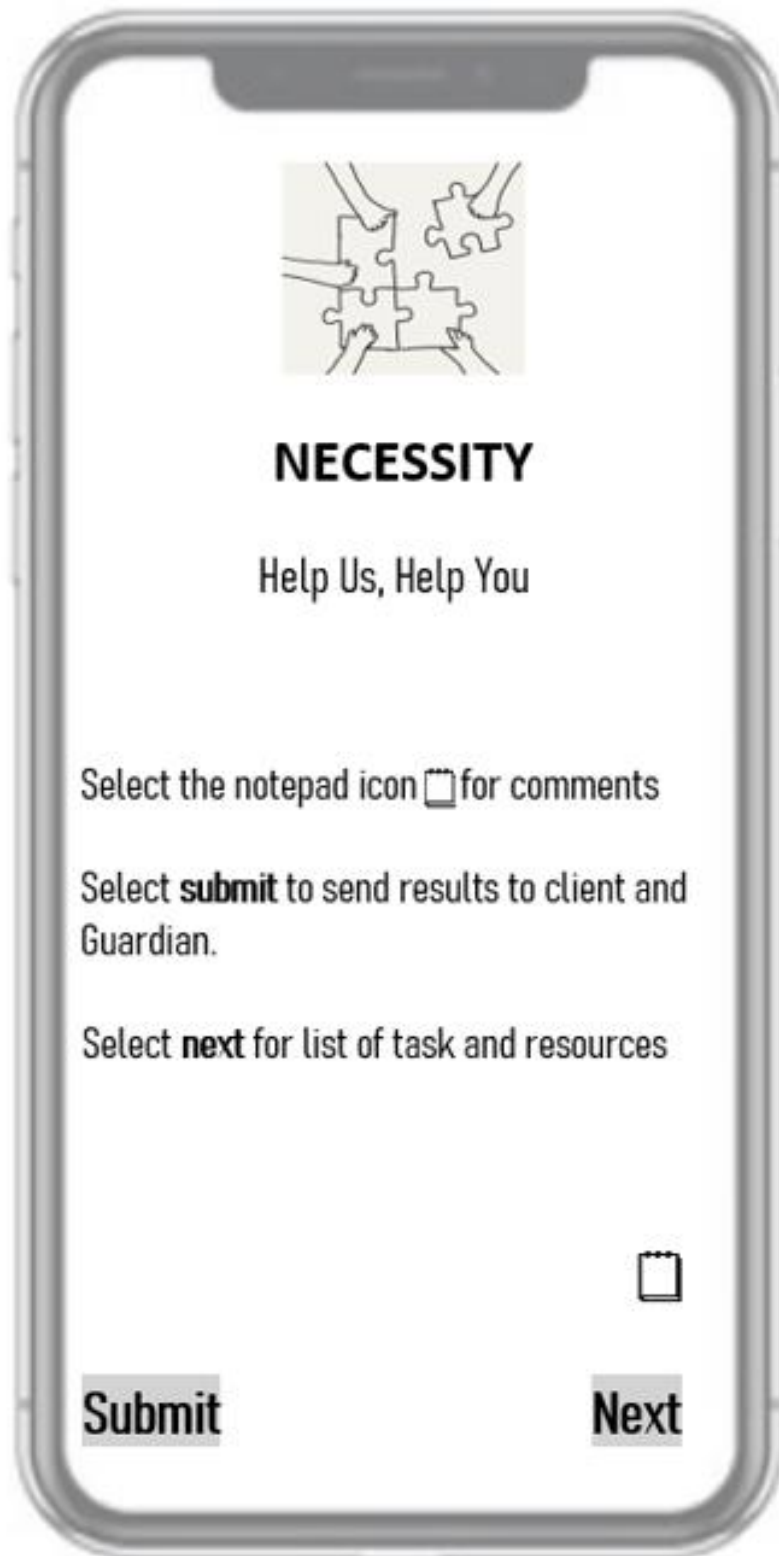 NECESSITY
Help Us, Help You
Select the notepad icon for comments
Select submit to send results to client and
Guardian.
Select next for list of task and resources
Submit
Next